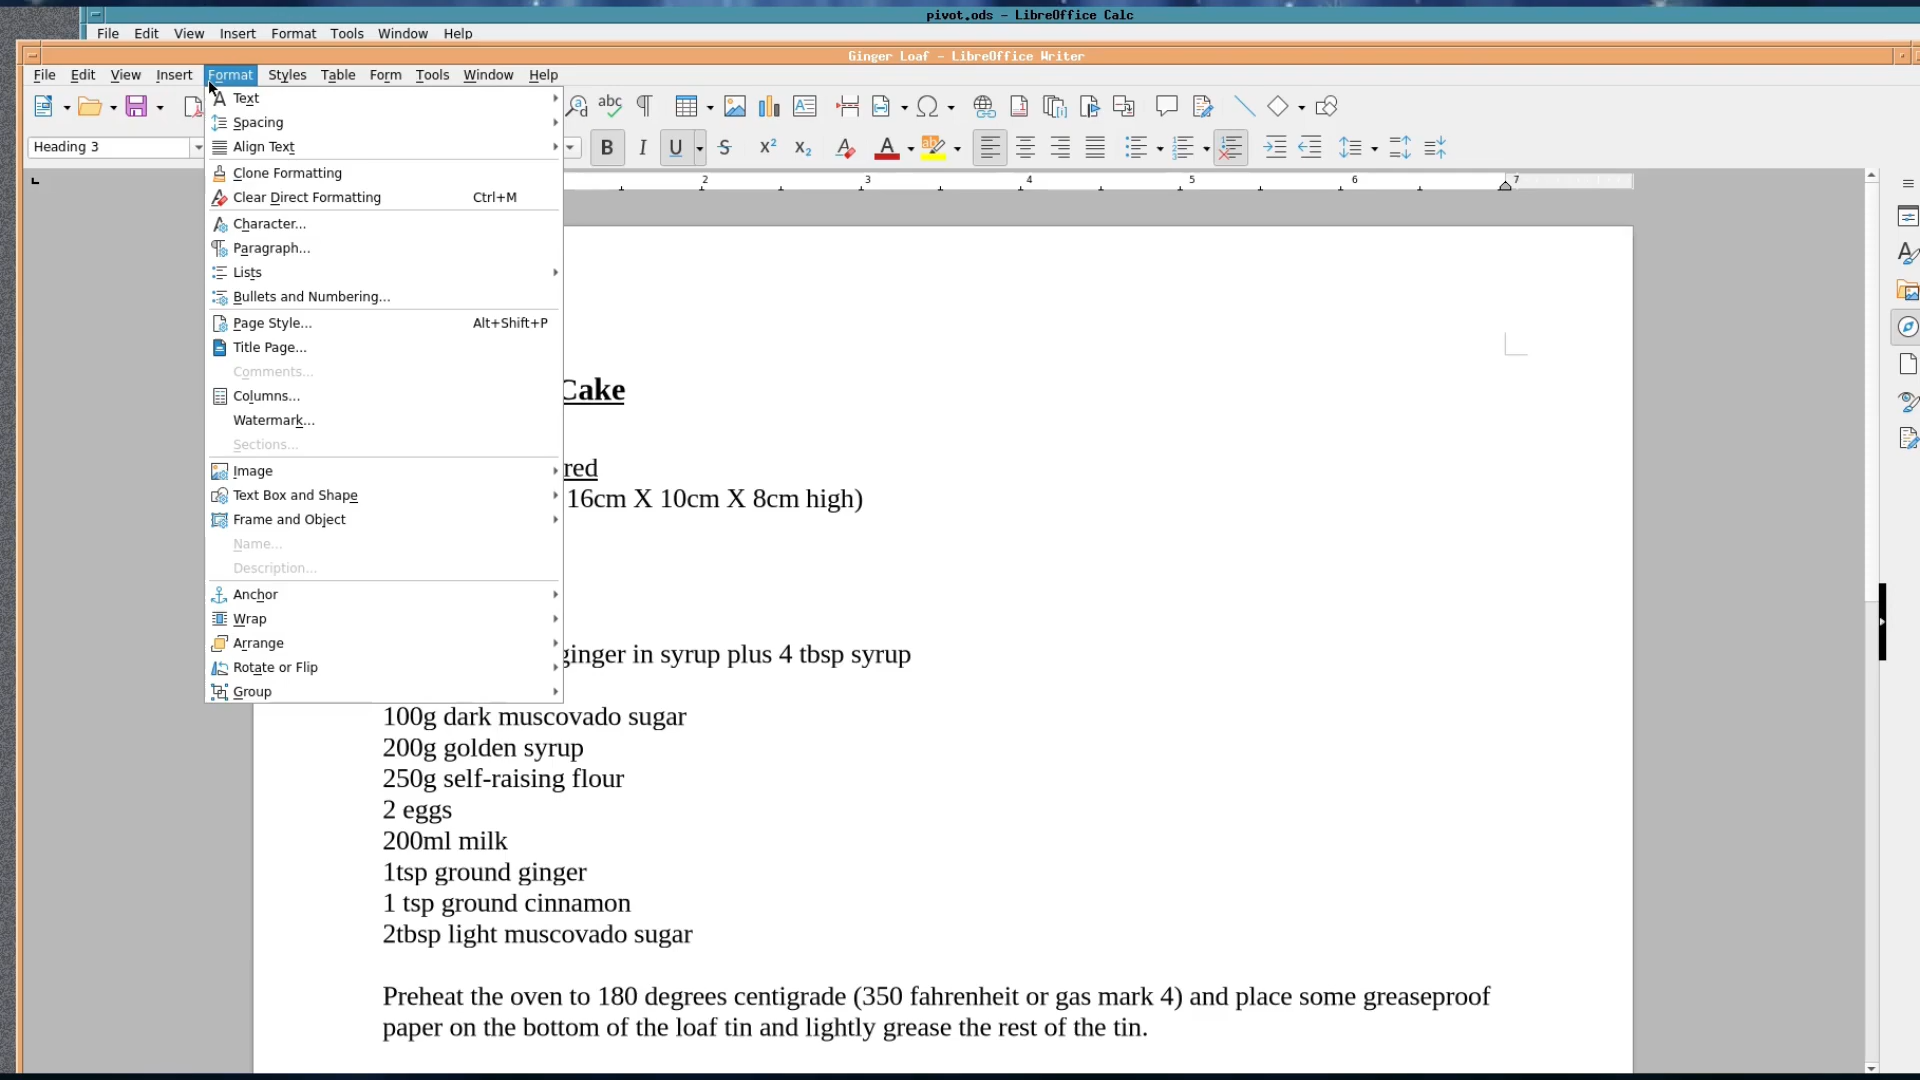 pivot.ods - LibreOffice Calc
File Edit View Insert Format Tools Window Help
Ginger Loaf - LibreOffice Writer
File Edit View Insert Format Styles Table Form Tools Window Help
Heading 3
Text
Spacing
Align Text
Clone Formatting
Clear Direct Formatting Ctrl+M
Character...
Paragraph...
Lists
Bullets and Numbering...
Page Style... Alt+Shift+P
Title Page...
Comments...
Columns...
Watermark...
Sections...
Image
Text Box and Shape
Frame and Object
Name...
Description...
Anchor
Wrap
Arrange
Rotate or Flip
Group
2 3 4 5 6 7
Cake
red
16cm X 10cm X 8cm high)
ginger in syrup plus 4 tbsp syrup
100g dark muscovado sugar
200g golden syrup
250g self-raising flour
2 eggs
200ml milk
1tsp ground ginger
1 tsp ground cinnamon
2tbsp light muscovado sugar
Preheat the oven to 180 degrees centigrade (350 fahrenheit or gas mark 4) and place some greaseproof
paper on the bottom of the loaf tin and lightly grease the rest of the tin.